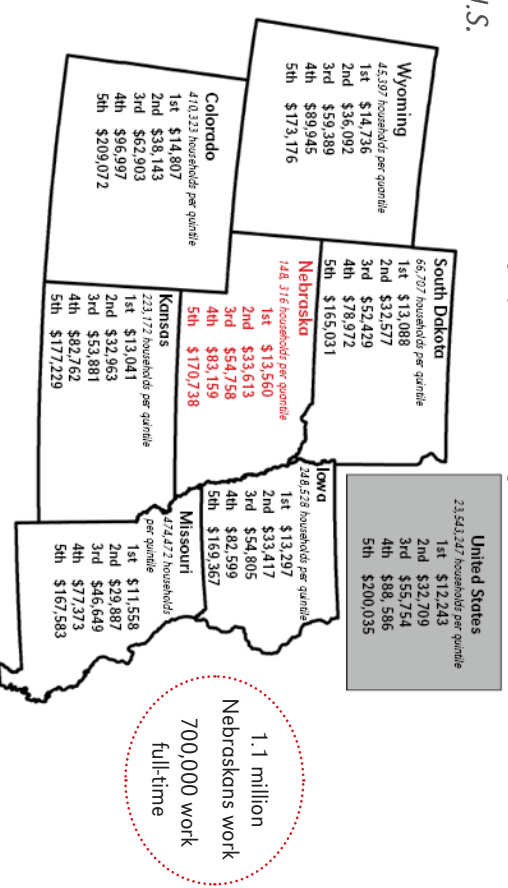 U.S.
Wyoming
45,397 households per quantile
1st $14,736
2nd $36,092
3rd $59,389
4th $89,945
5th $173,176
South Dakota
66,707 households per quintile
1st $13,088
2nd $32,577
3rd $52,429
4th $78,972
5th $165,031
United States
23,543,247 households per quintile
1st $12,243
2nd $32,709
3rd $55,754
4th $88, 586
5th $200,035
Colorado
410,323 households per quintile
1st $14,807
2nd $38,143
3rd $62,903
4th $96,997
5th $209,072
Nebraska
148, 316 households per quantile
1st $13,560
2nd $33,613
3rd $54,758
4th $83,159
5th $170,738
Iowa
248,528 households per quintile
1st $13,297
2nd $33,417
3rd $54,805
4th $82,599
5th $169,367
Kansas
223,172 households per quintile
1st $13,041
2nd $32,963
3rd $53,881
4th $82,762
5th $177,229
Missouri
474,472 households
per quintile
1st $11,558
2nd $29,887
3rd $46,649
4th $77,373
5th $167,583
1.1 million
Nebraskans work
700,000 work
full-time